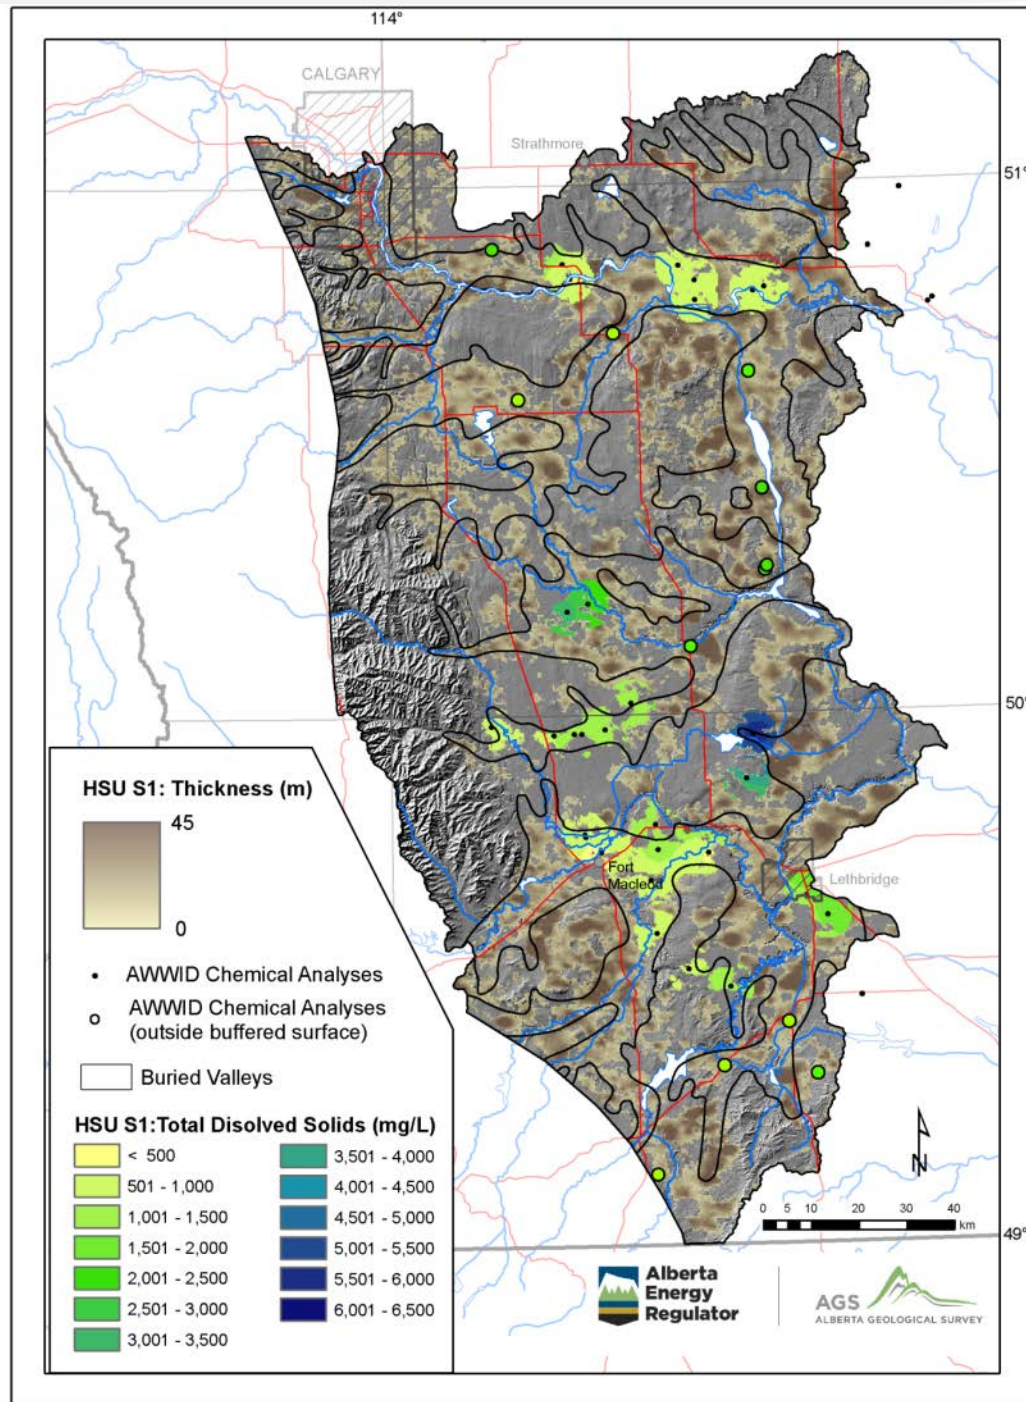 114°
CALGARY
Strathmore
51°
50°
Fort
Macleod
Lethbridge
49°
HSU S1: Thickness (m)
45
0
AWWID Chemical Analyses
AWWID Chemical Analyses
(outside buffered surface)
Buried Valleys
HSU S1:Total Disolved Solids (mg/L)
< 500
501 - 1,000
1,001 - 1,500
1,501 - 2,000
2,001 - 2,500
2,501 - 3,000
3,001 - 3,500
3,501 - 4,000
4,001 - 4,500
4,501 - 5,000
5,001 - 5,500
5,501 - 6,000
6,001 - 6,500
N
0 5 10 20 30 40
km
Alberta
Energy
Regulator
AGS
ALBERTA GEOLOGICAL SURVEY